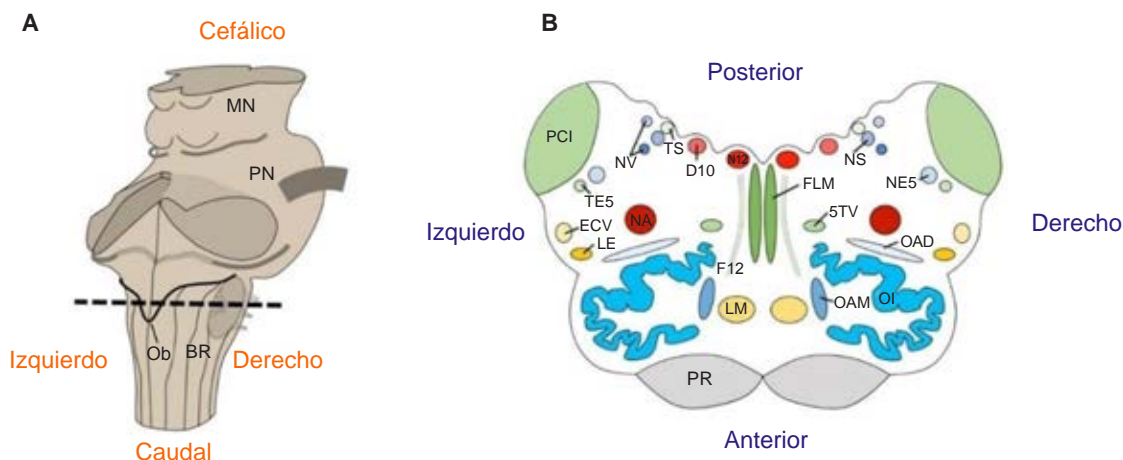 A
Cefálico
MN
PN
Ob
BR
Izquierdo
Derecho
Caudal
B
Posterior
PCI
NV
TS
D10
N12
NS
FLM
NE5
TE5
5TV
ECV
NA
Izquierdo
Derecho
LE
OAD
F12
LM
OAM
OI
PR
Anterior